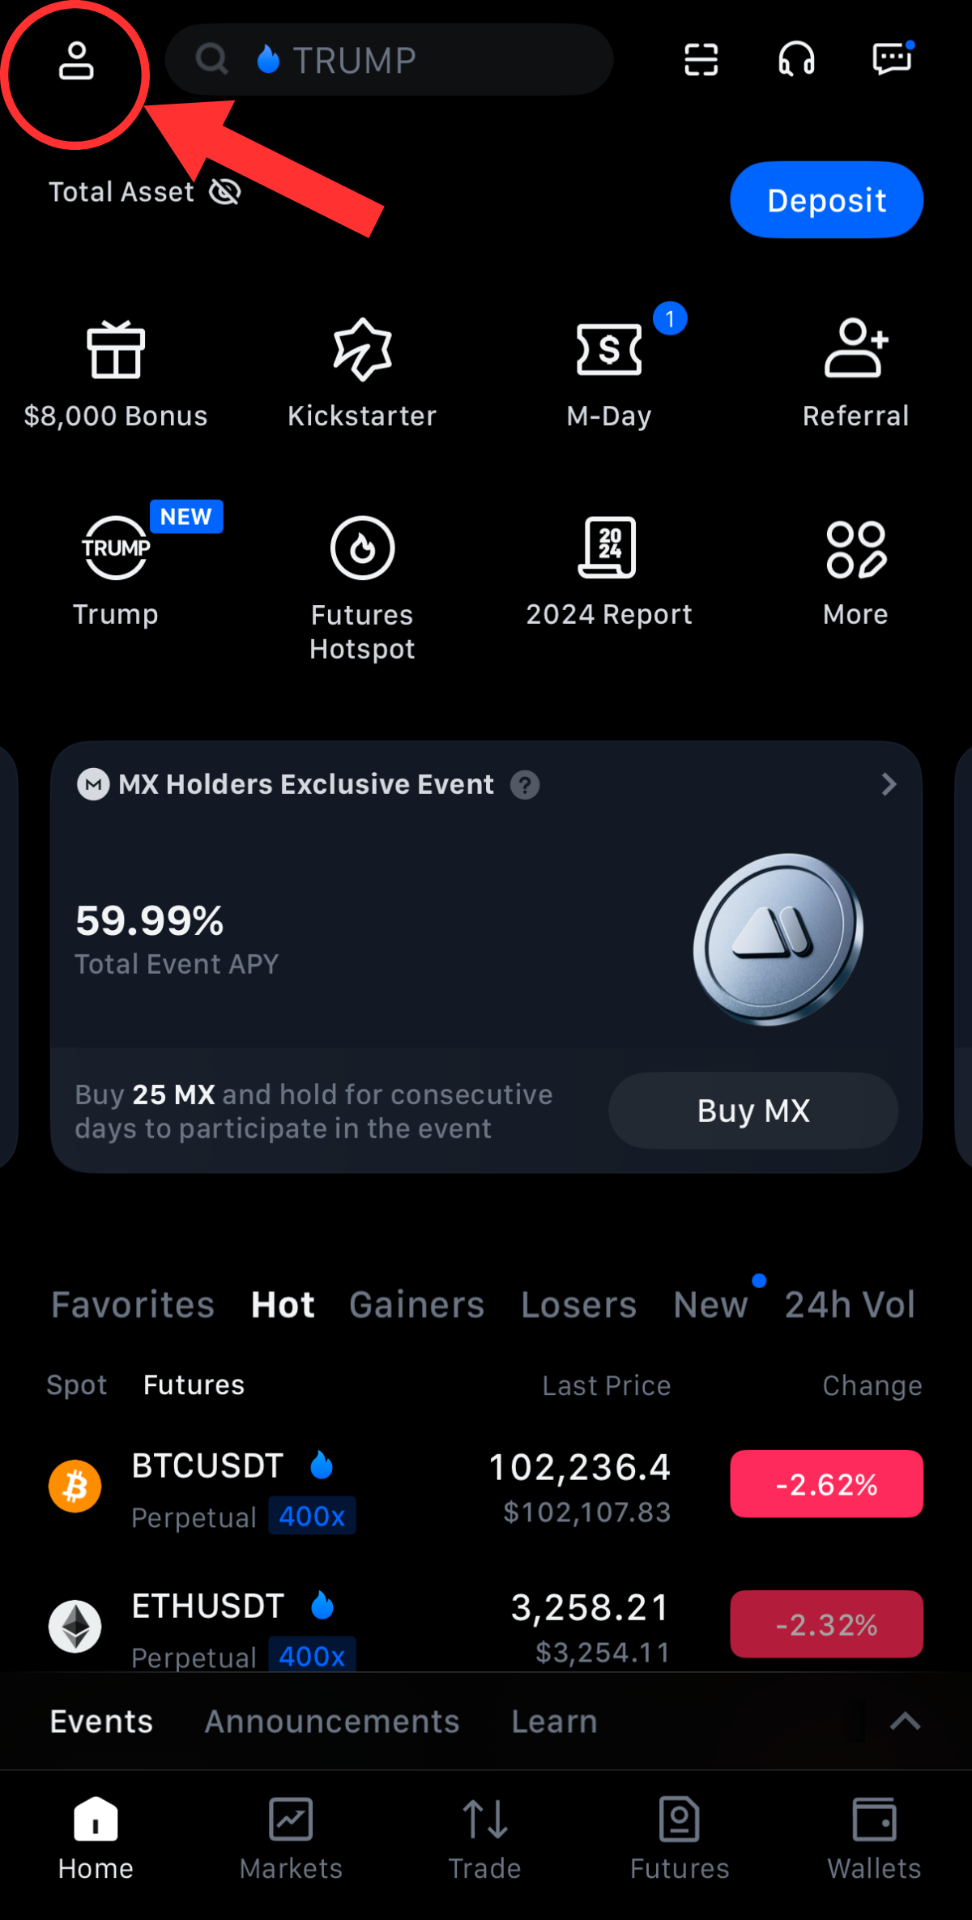 TRUMP
Total Asset
Deposit
1
$8,000 Bonus
Kickstarter
M-Day
Referral
NEW
TRUMP
20
24
Trump
Futures
Hotspot
2024 Report
More
M MX Holders Exclusive Event ?
59.99%
Total Event APY
Buy 25 MX and hold for consecutive
days to participate in the event
Buy MX
Favorites Hot Gainers Losers New 24h Vol
Spot Futures Last Price Change
BTCUSDT 102,236.4 -2.62%
Perpetual 400x $102,107.83
ETHUSDT 3,258.21 -2.32%
Perpetual 400x $3,254.11
Events Announcements Learn
Home Markets Trade Futures Wallets